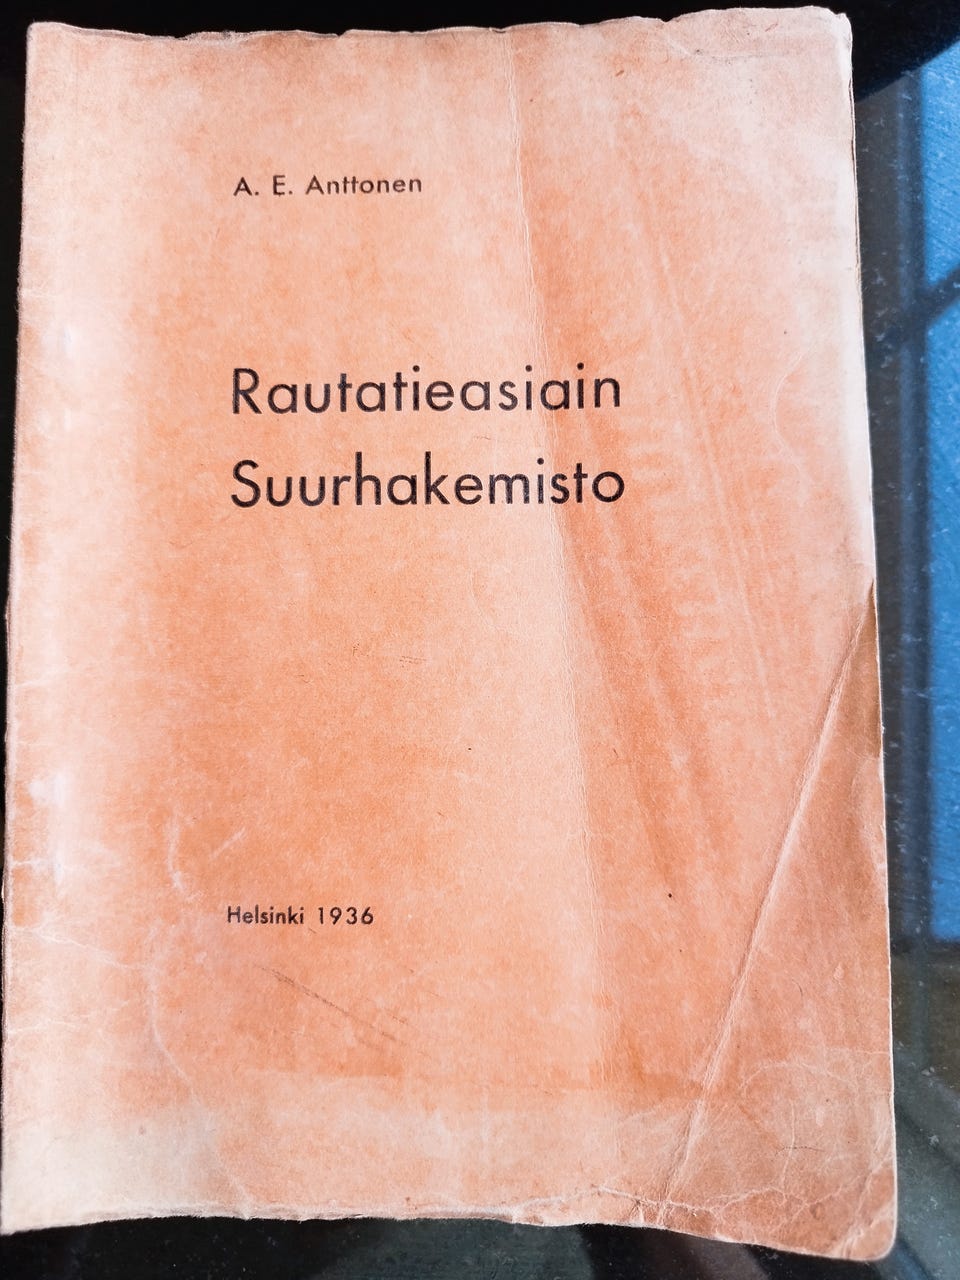 A. E. Anttonen
Rautatieasiain
Suurhakemisto
Helsinki 1936